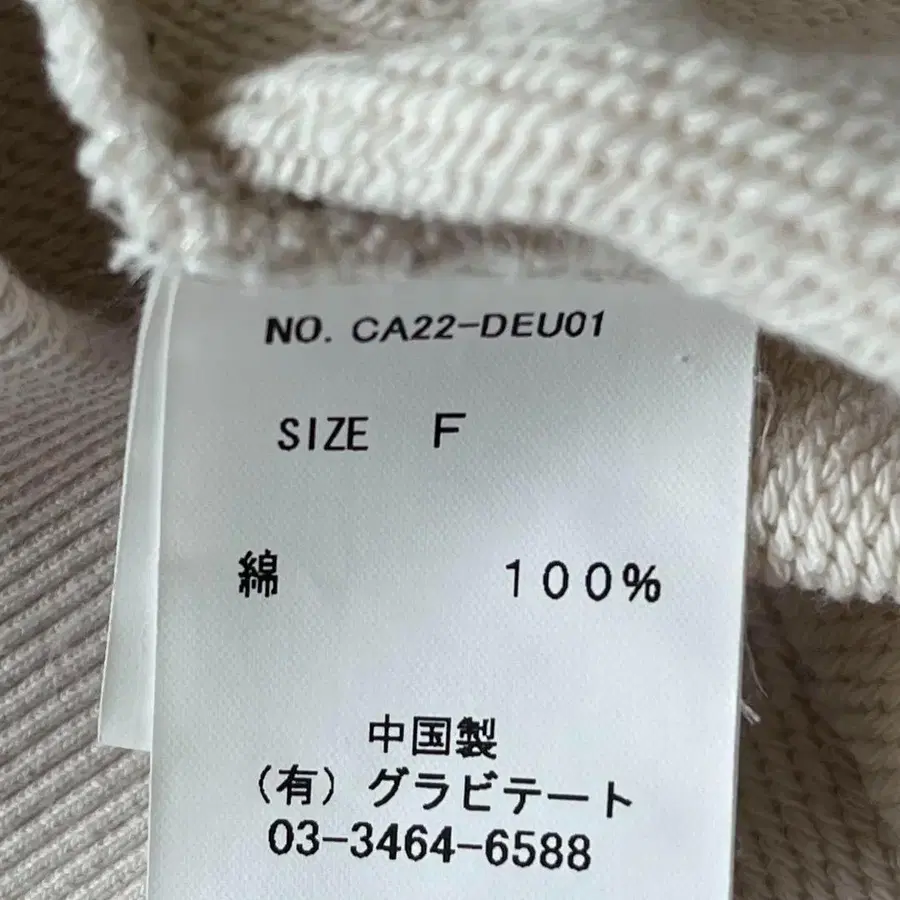 NO. CA22-DEU01
SIZE F
綿 100%
中国製
(有)グラビテート
03-3464-6588